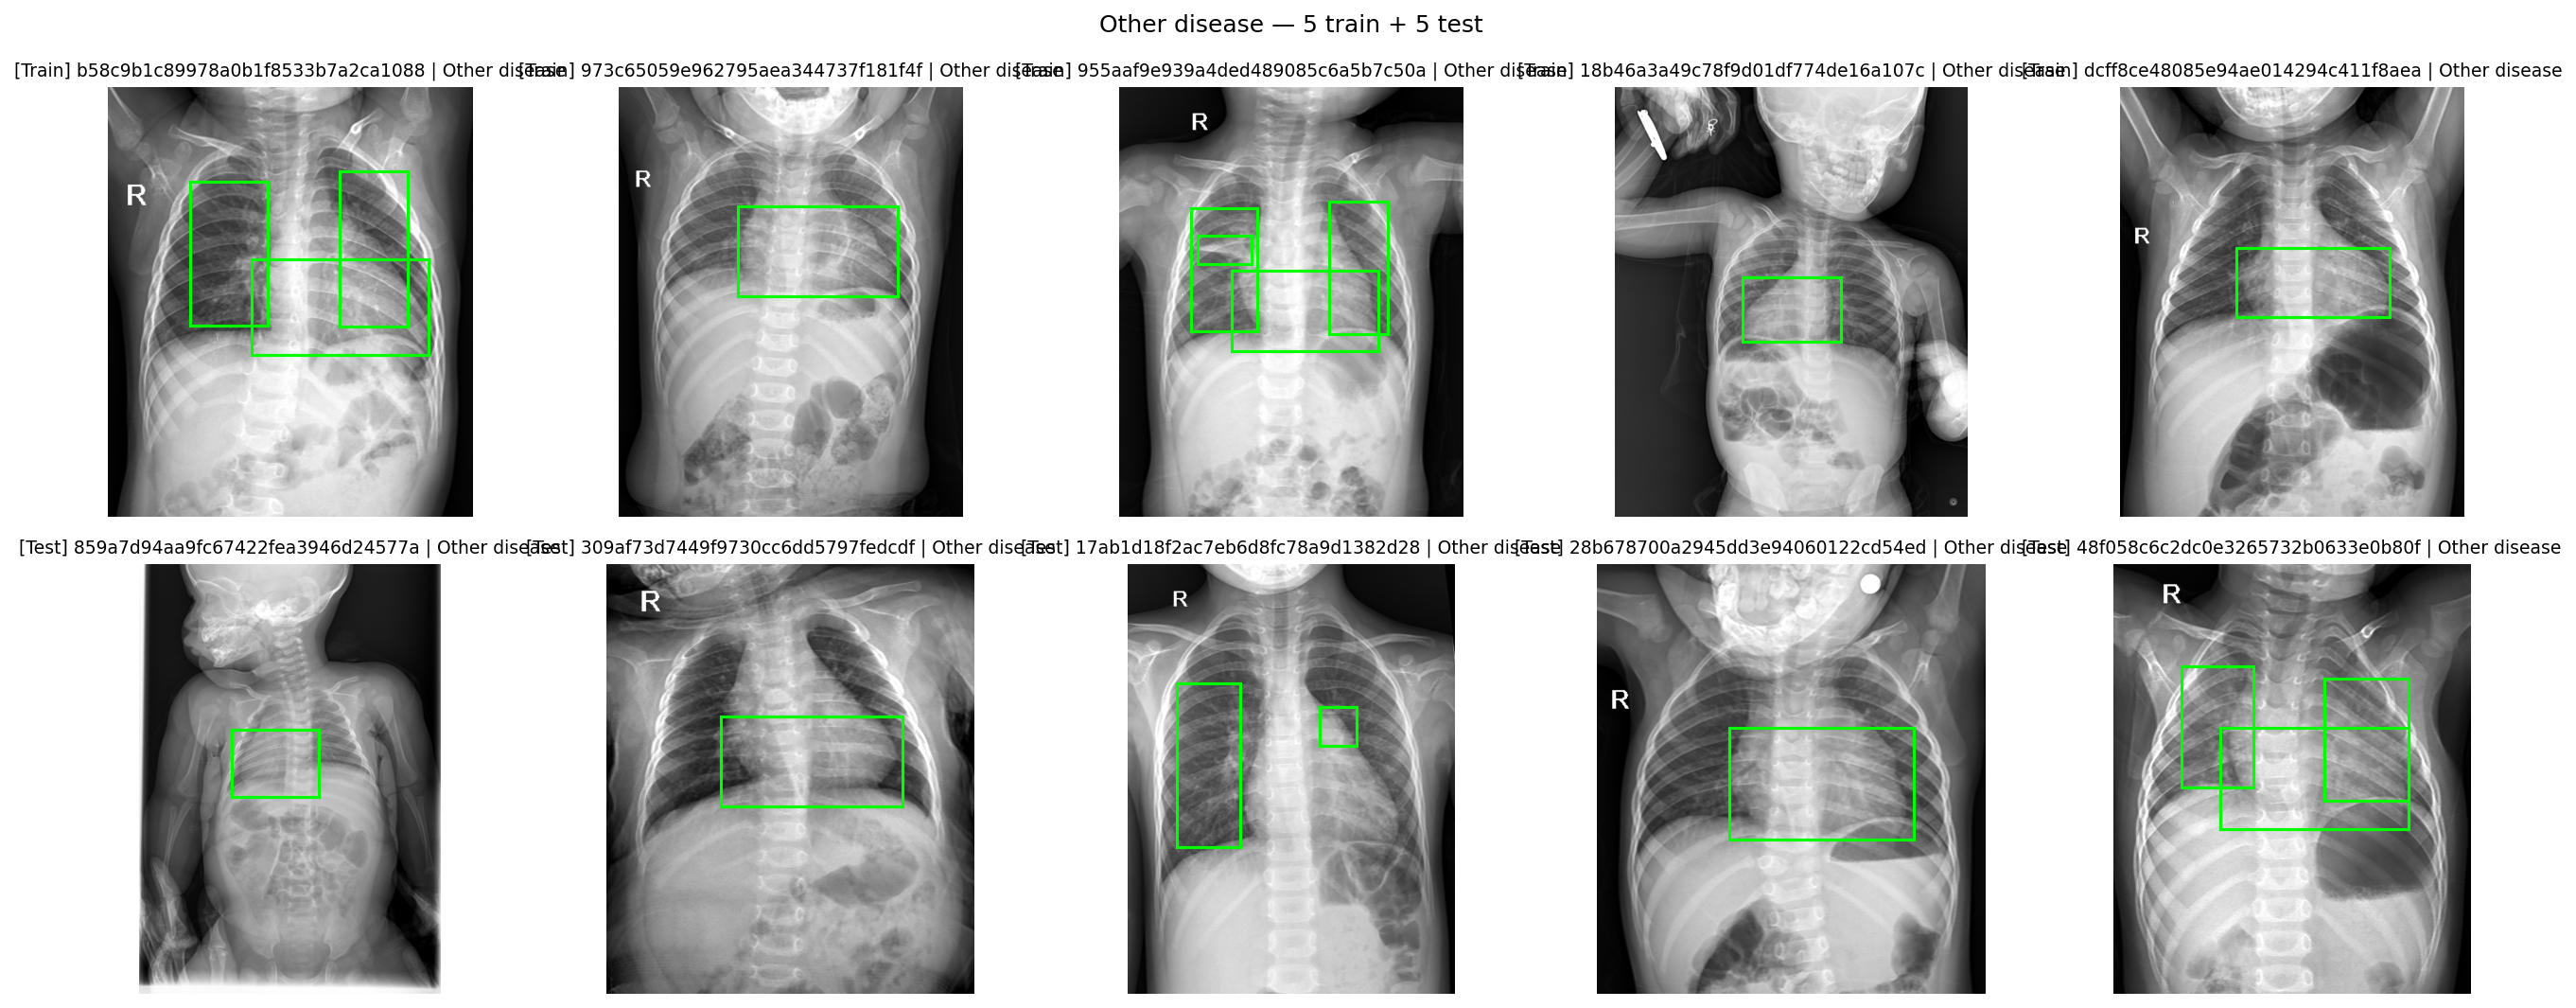 Other disease — 5 train + 5 test
[Train] b58c9b1c89978a0b1f8533b7a2ca1088 | Other disease
[Train] 973c65059e962795aea344737f181f4f | Other disease
[Train] 955aaf9e939a4ded489085c6a5b7c50a | Other disease
[Train] 18b46a3a49c78f9d01df774de16a107c | Other disease
[Train] dcff8ce48085e94ae014294c411f8aea | Other disease
R
R
R
R
[Test] 859a7d94aa9fc67422fea3946d24577a | Other disease
[Test] 309af73d7449f9730cc6dd5797fedcdf | Other disease
[Test] 17ab1d18f2ac7eb6d8fc78a9d1382d28 | Other disease
[Test] 28b678700a2945dd3e94060122cd54ed | Other disease
[Test] 48f058c6c2dc0e3265732b0633e0b80f | Other disease
R
R
R
R